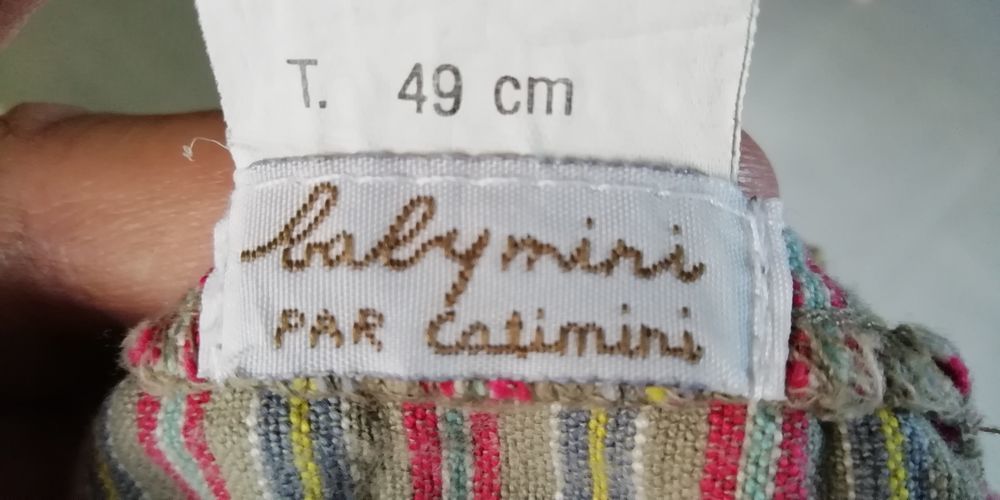 T. 49 cm
babymini
PAR Catimini